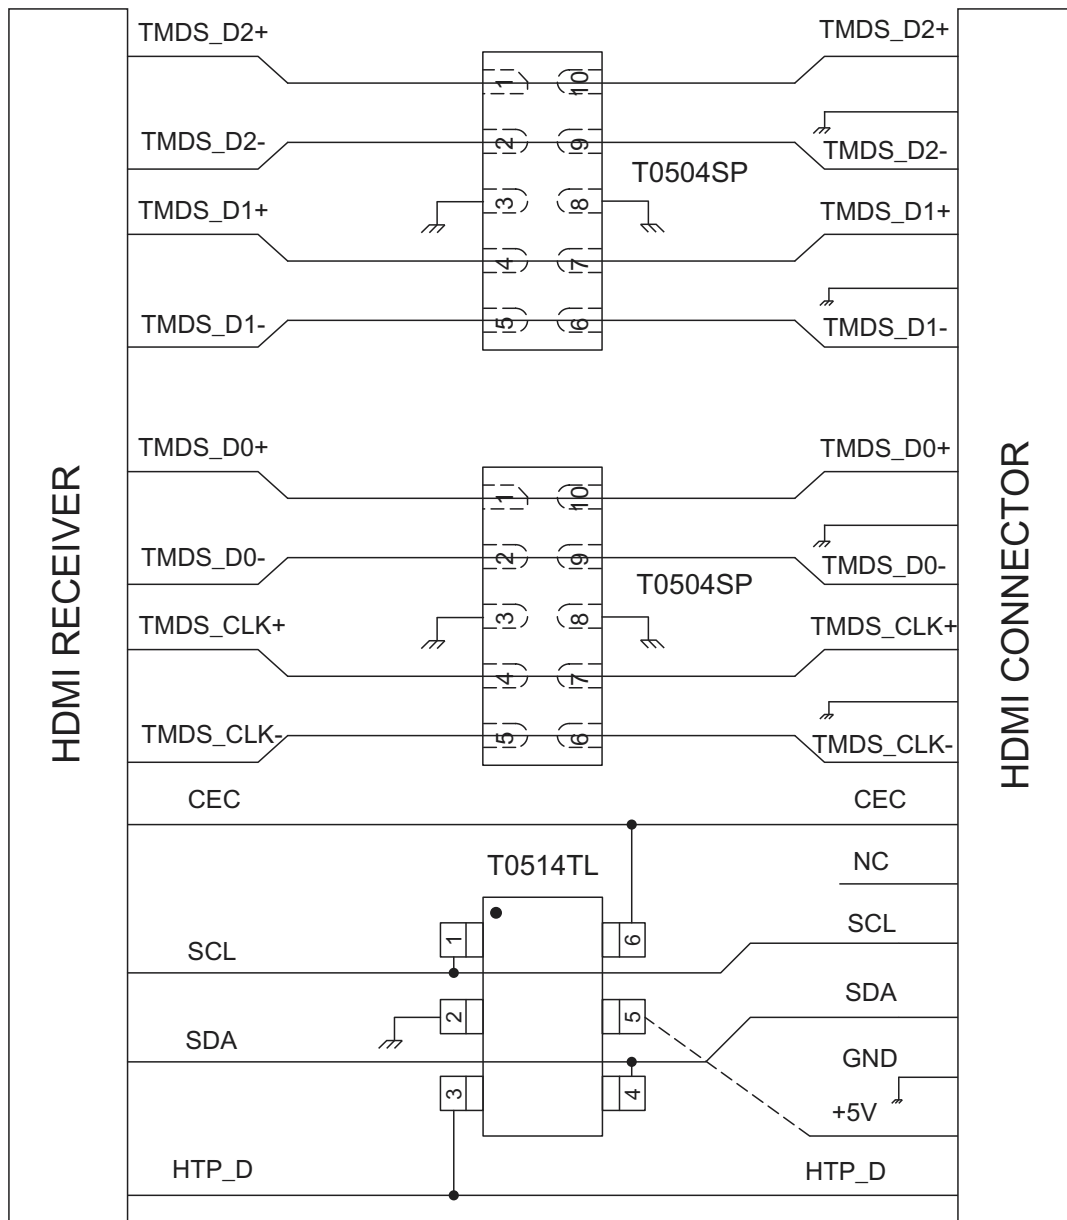 TMDS_D2+
TMDS_D2+
1
10
TMDS_D2-
2
9
TMDS_D2-
T0504SP
TMDS_D1+
3
8
TMDS_D1+
4
7
TMDS_D1-
5
6
TMDS_D1-
HDMI RECEIVER
HDMI CONNECTOR
TMDS_D0+
TMDS_D0+
1
10
TMDS_D0-
2
9
TMDS_D0-
T0504SP
TMDS_CLK+
3
8
TMDS_CLK+
4
7
TMDS_CLK-
5
6
TMDS_CLK-
CEC
CEC
T0514TL
NC
1
6
SCL
SCL
2
5
SDA
SDA
GND
3
4
+5V
HTP_D
HTP_D